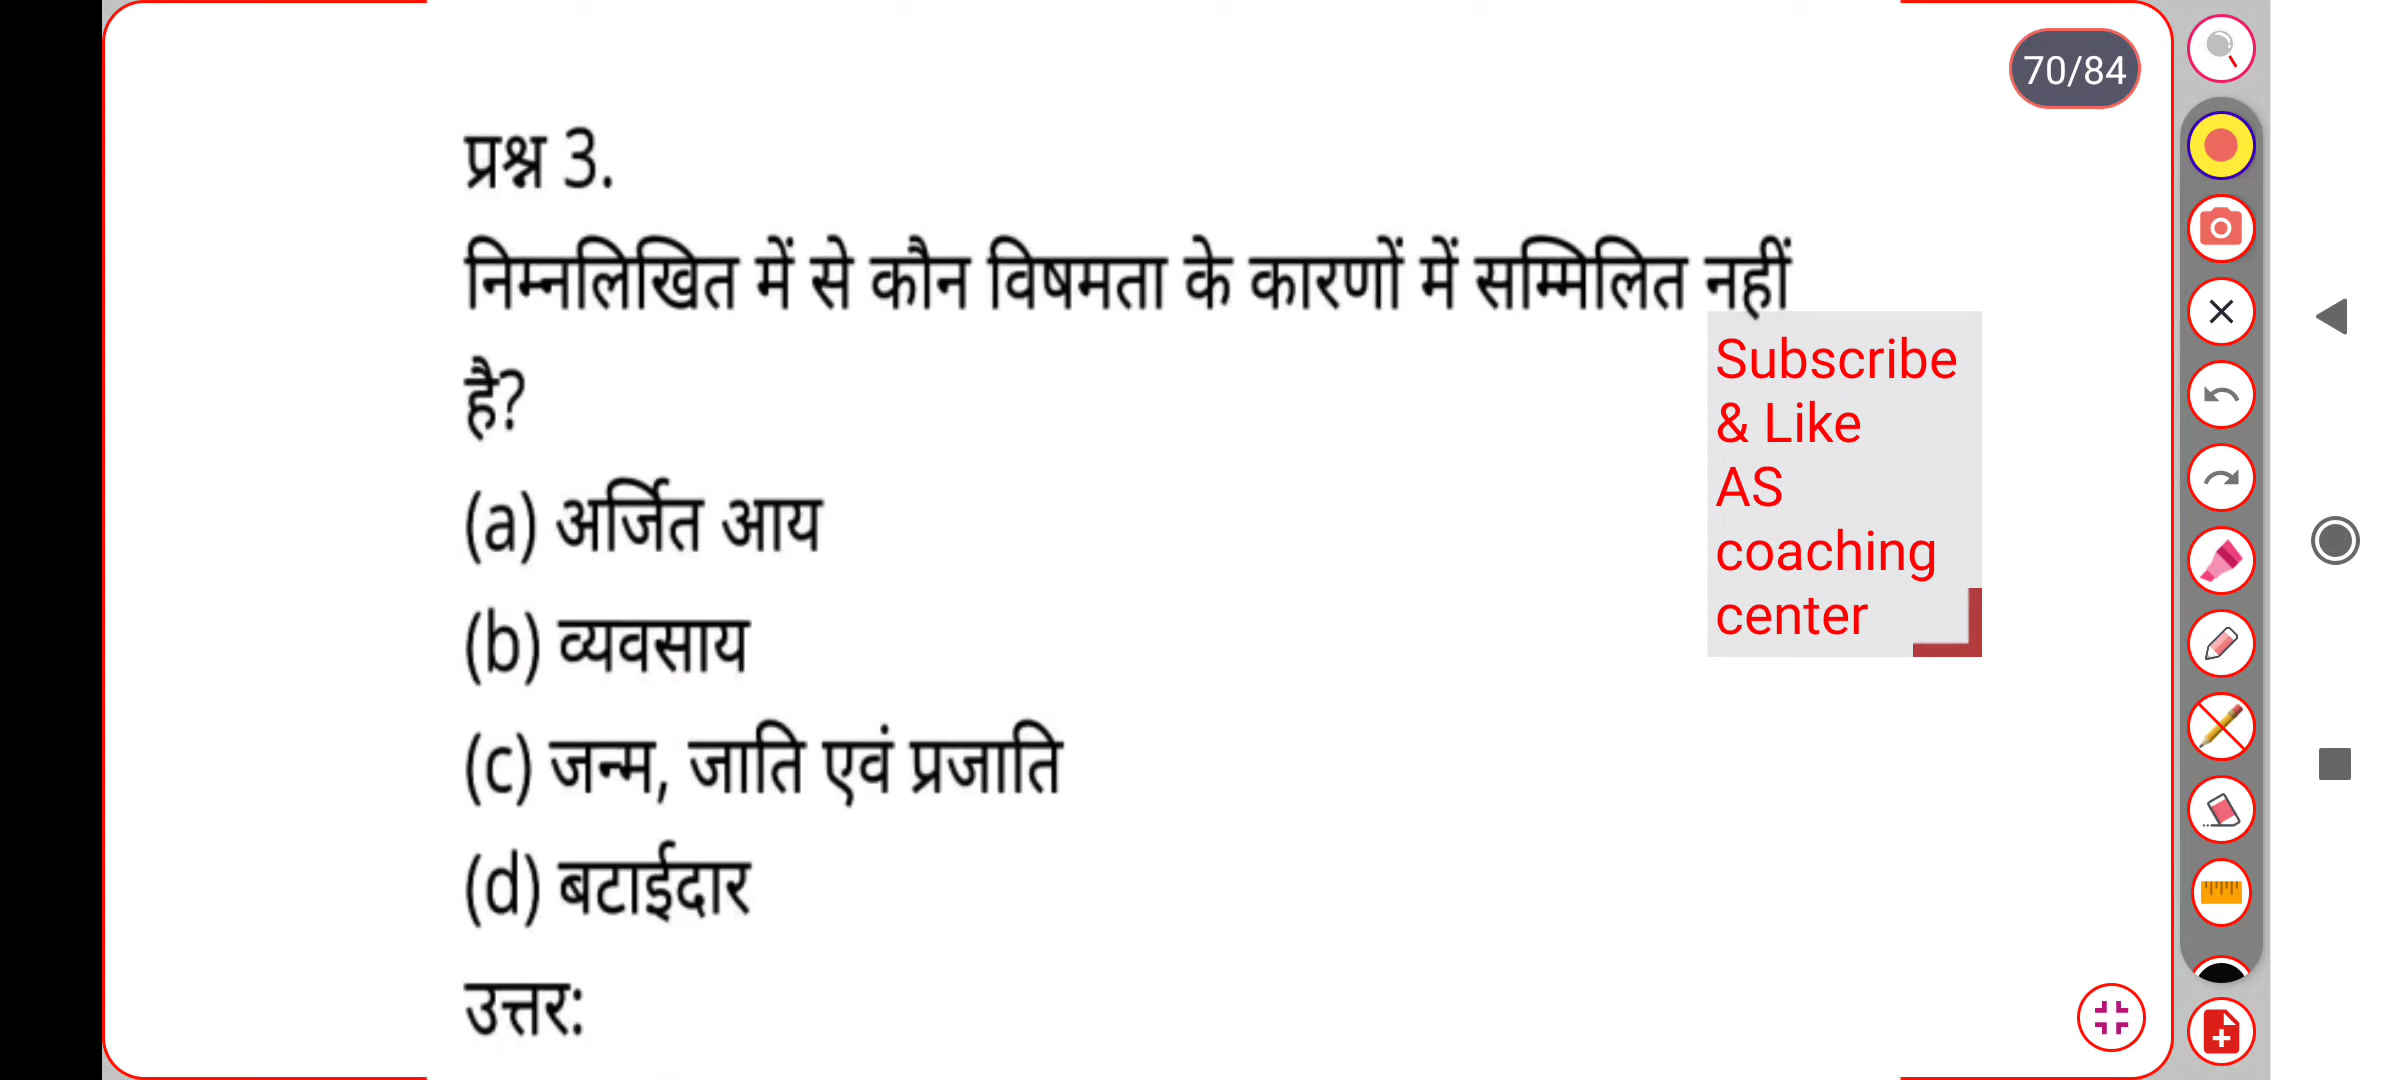 70/84
प्रश्न 3.
निम्नलिखित में से कौन विषमता के कारणों में सम्मिलित नहीं
है?
(a) अर्जित आय
(b) व्यवसाय
(c) जन्म, जाति एवं प्रजाति
(d) बटाईदार
उत्तर:
Subscribe
& Like
AS
coaching
center